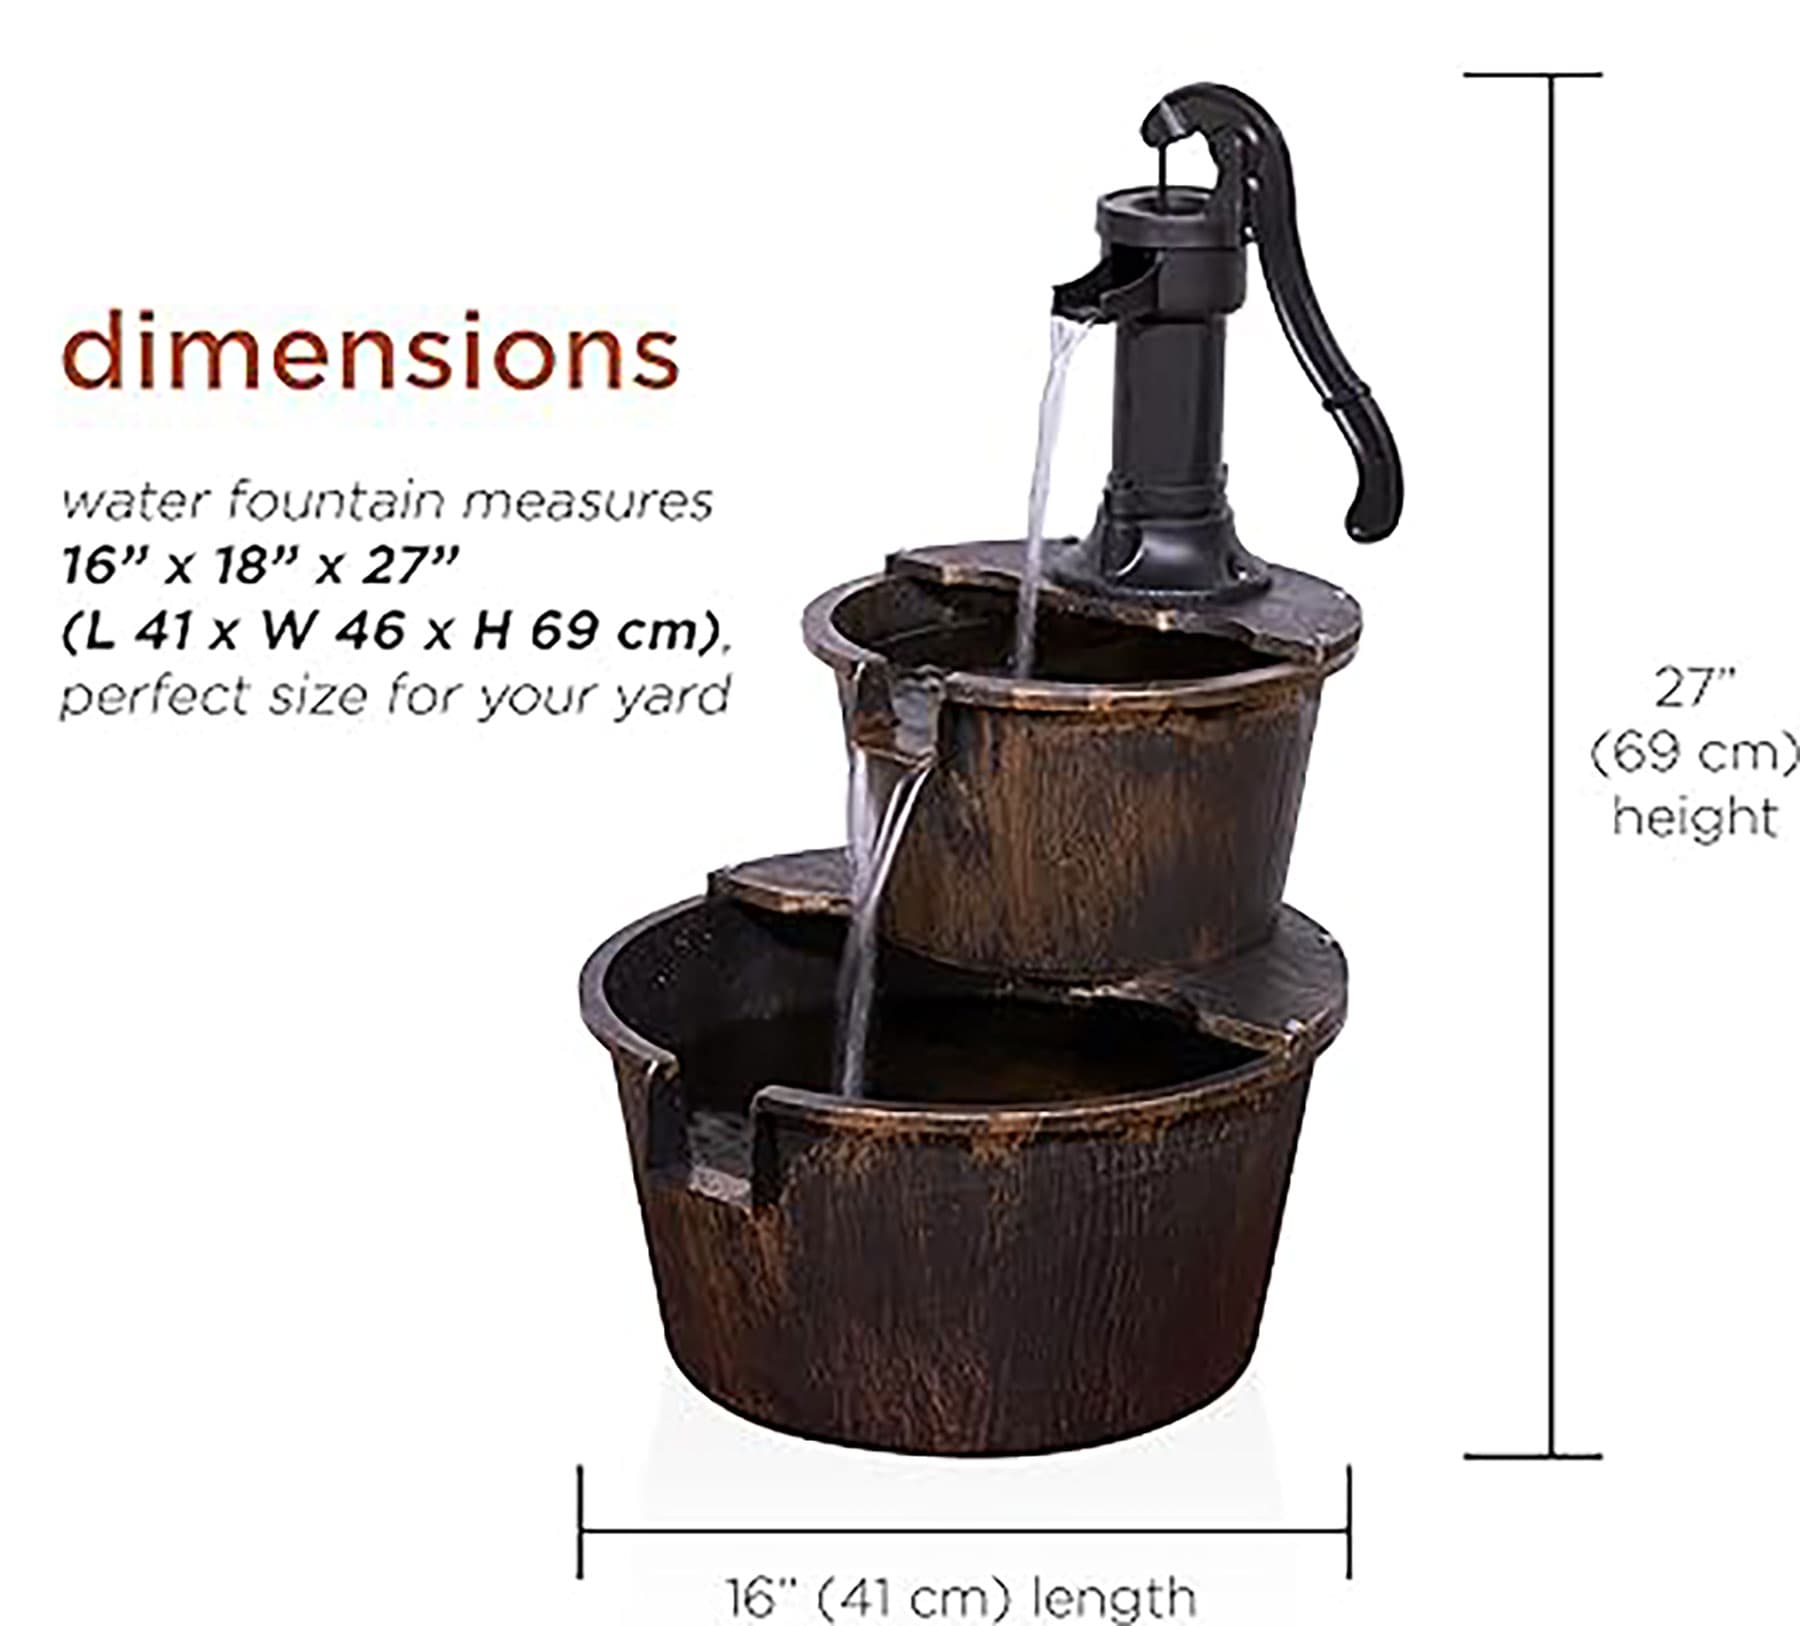 dimensions
water fountain measures
16” x 18” x 27”
(L 41 x W 46 x H 69 cm),
perfect size for your yard
27”
(69 cm)
height
16” (41 cm) length